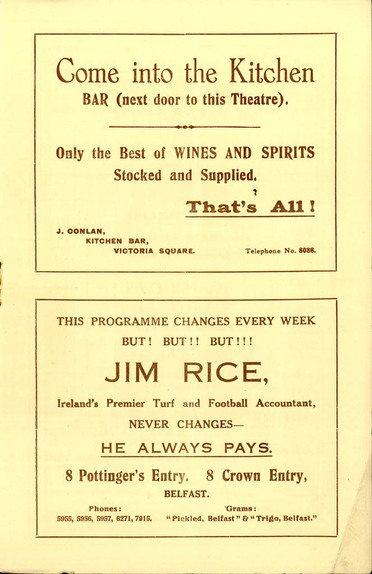 Come into the Kitchen
BAR (next door to this Theatre).
Only the Best of WINES AND SPIRITS
Stocked and Supplied.
That's All!
J. CONLAN,
KITCHEN BAR,
VICTORIA SQUARE.
Telephone No. 8038.
THIS PROGRAMME CHANGES EVERY WEEK
BUT! BUT!! BUT!!!
JIM RICE,
Ireland's Premier Turf and Football Accountant,
NEVER CHANGES—
HE ALWAYS PAYS.
8 Pottinger's Entry. 8 Crown Entry,
BELFAST.
Phones:
5955, 5956, 5957, 6271, 7915.
'Grams:
"Pickled, Belfast" & "Trigo, Belfast."